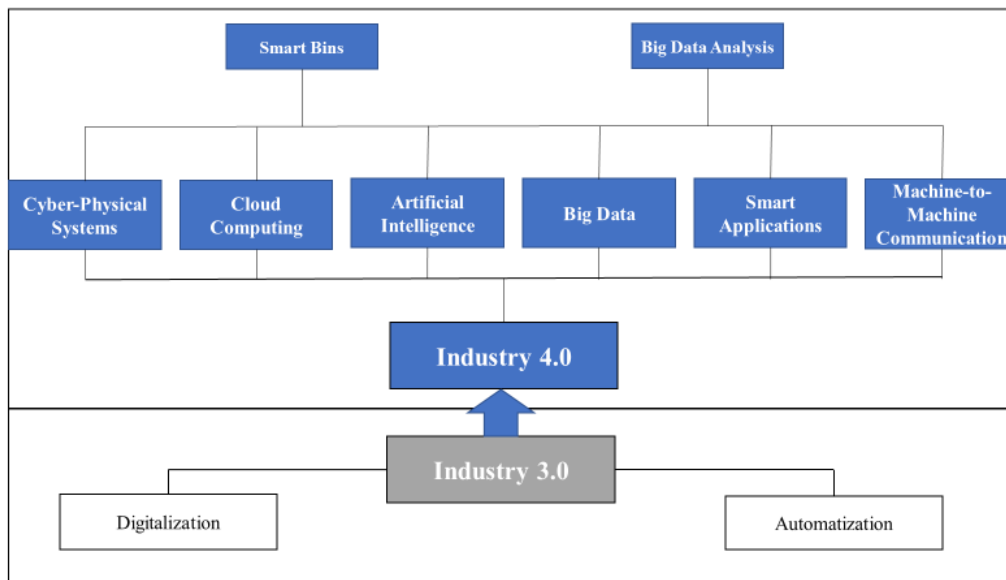 Smart Bins
Big Data Analysis
Cyber-Physical
Systems
Cloud
Computing
Artificial
Intelligence
Big Data
Smart
Applications
Machine-to-
Machine
Communication
Industry 4.0
Industry 3.0
Digitalization
Automatization